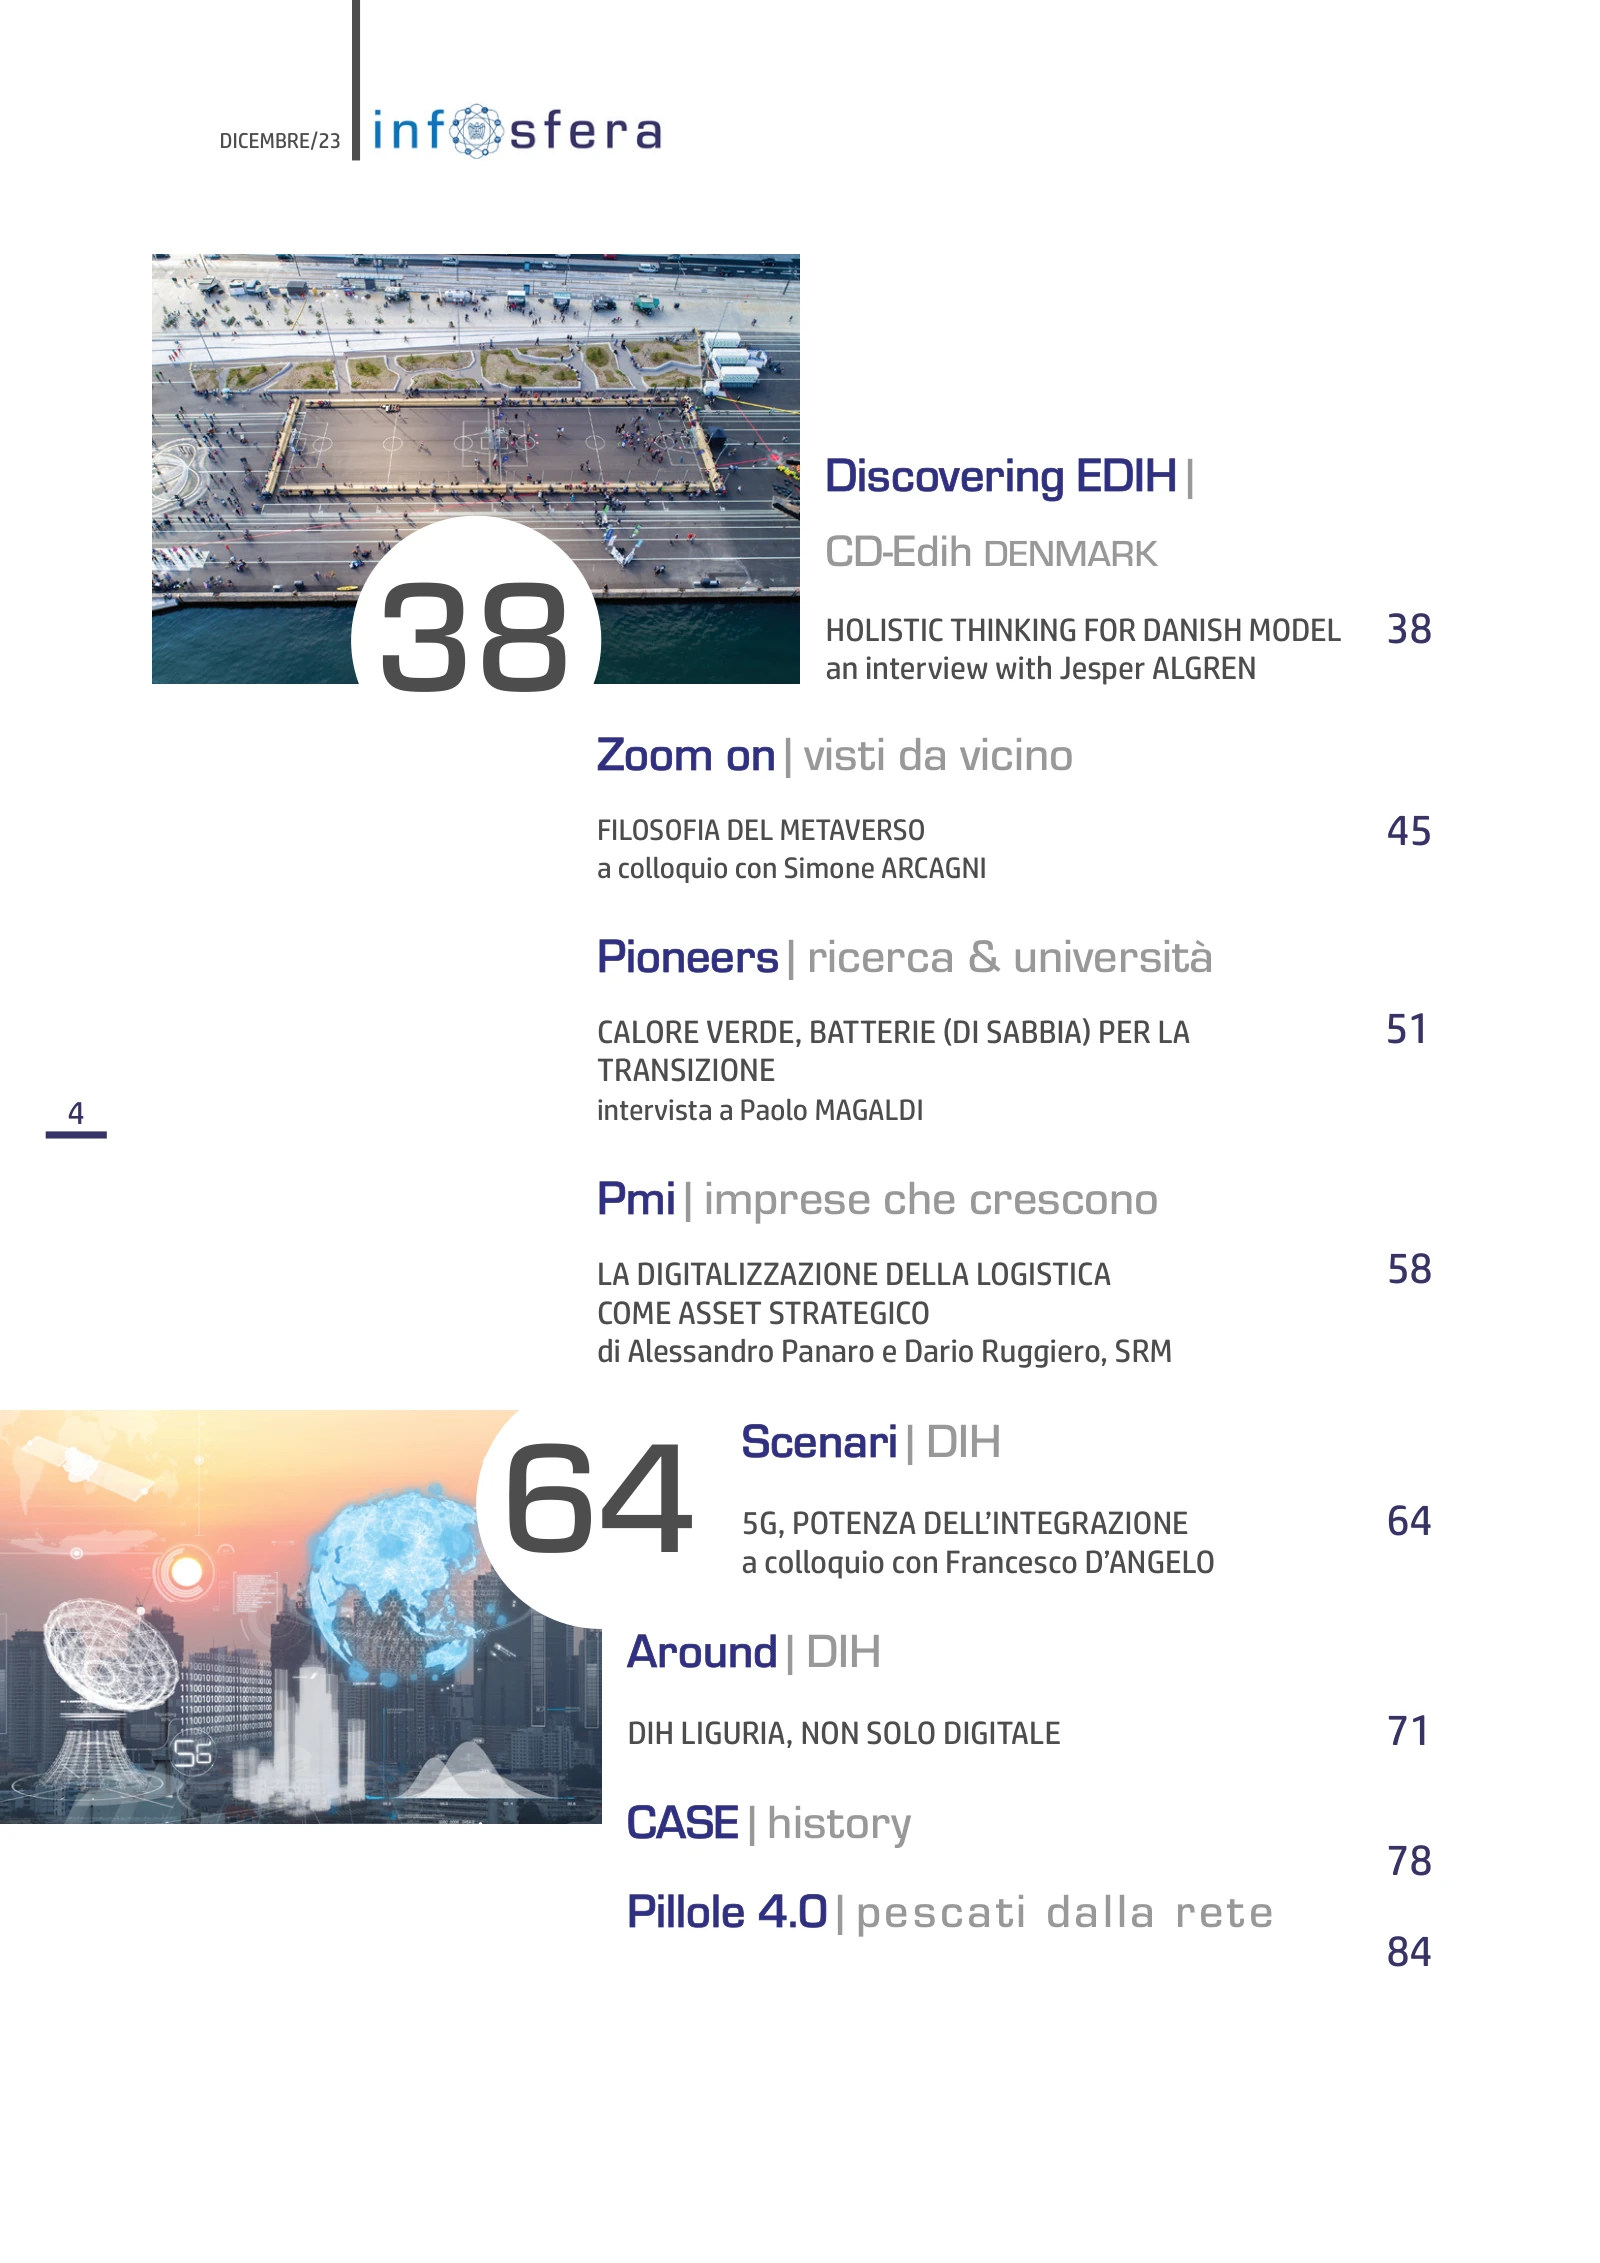 DICEMBRE/23
infosfera
38
Discovering EDIH |
CD-Edih DENMARK
HOLISTIC THINKING FOR DANISH MODEL 38
an interview with Jesper ALGREN
Zoom on | visti da vicino
FILOSOFIA DEL METAVERSO 45
a colloquio con Simone ARCAGNI
Pioneers | ricerca & università
CALORE VERDE, BATTERIE (DI SABBIA) PER LA 51
TRANSIZIONE
intervista a Paolo MAGALDI
4
Pmi | imprese che crescono
LA DIGITALIZZAZIONE DELLA LOGISTICA 58
COME ASSET STRATEGICO
di Alessandro Panaro e Dario Ruggiero, SRM
64
Scenari | DIH
5G, POTENZA DELL’INTEGRAZIONE 64
a colloquio con Francesco D’ANGELO
5G
Around | DIH
DIH LIGURIA, NON SOLO DIGITALE 71
CASE | history
78
Pillole 4.0 | pescati dalla rete
84